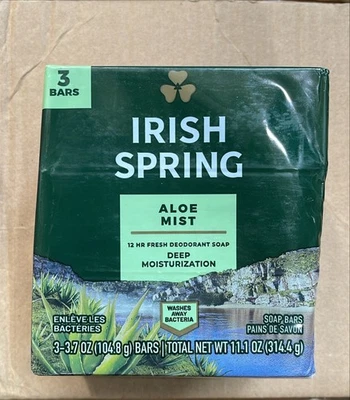 3
BARS
IRISH
SPRING
ALOE
MIST
12 HR FRESH DEODORANT SOAP
DEEP
MOISTURIZATION
WASHES
AWAY
BACTERIA
ENLÈVE LES
BACTÉRIES
SOAP BARS
PAINS DE SAVON
3-3.7 OZ (104.8 g) BARS | TOTAL NET WT 11.1 OZ (314.4 g)